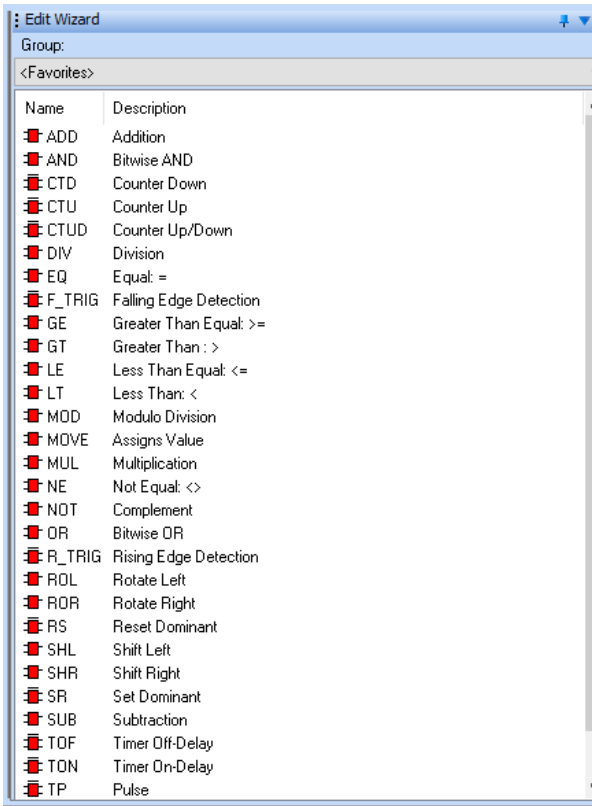 Edit Wizard
Group:
<Favorites>
Name Description
ADD Addition
AND Bitwise AND
CTD Counter Down
CTU Counter Up
CTUD Counter Up/Down
DIV Division
EQ Equal: =
F_TRIG Falling Edge Detection
GE Greater Than Equal: >=
GT Greater Than : >
LE Less Than Equal: <=
LT Less Than: <
MOD Modulo Division
MOVE Assigns Value
MUL Multiplication
NE Not Equal: <>
NOT Complement
OR Bitwise OR
R_TRIG Rising Edge Detection
ROL Rotate Left
ROR Rotate Right
RS Reset Dominant
SHL Shift Left
SHR Shift Right
SR Set Dominant
SUB Subtraction
TOF Timer Off-Delay
TON Timer On-Delay
TP Pulse